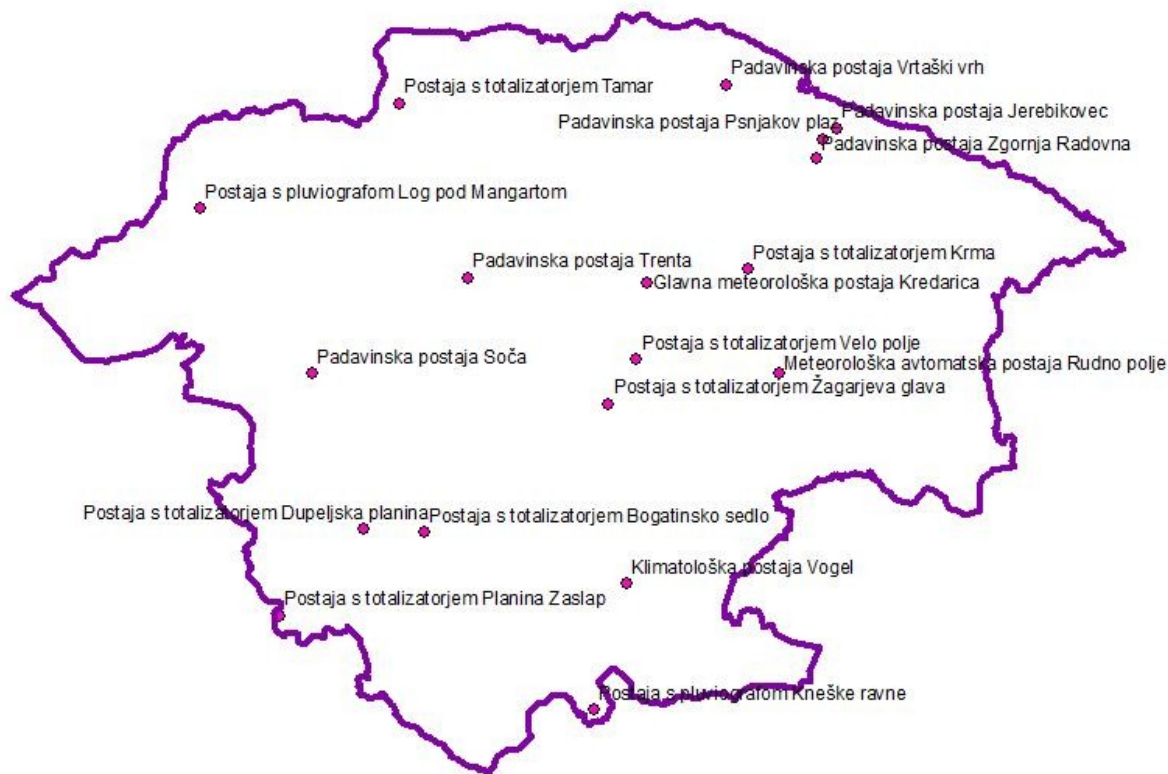 Padavinska postaja Vrtaški vrh
Postaja s totalizatorjem Tamar
Padavinska postaja Jerebikovec
Padavinska postaja Psnjakov plaz
Padavinska postaja Zgornja Radovna
Postaja s pluviografom Log pod Mangartom
Postaja s totalizatorjem Krma
Padavinska postaja Trenta
Glavna meteorološka postaja Kredarica
Postaja s totalizatorjem Velo polje
Padavinska postaja Soča
Meteorološka avtomatska postaja Rudno polje
Postaja s totalizatorjem Žagarjeva glava
Postaja s totalizatorjem Dupeljska planina
Postaja s totalizatorjem Bogatinsko sedlo
Klimatološka postaja Vogel
Postaja s totalizatorjem Planina Zaslap
Postaja s pluviografom Kneške ravne